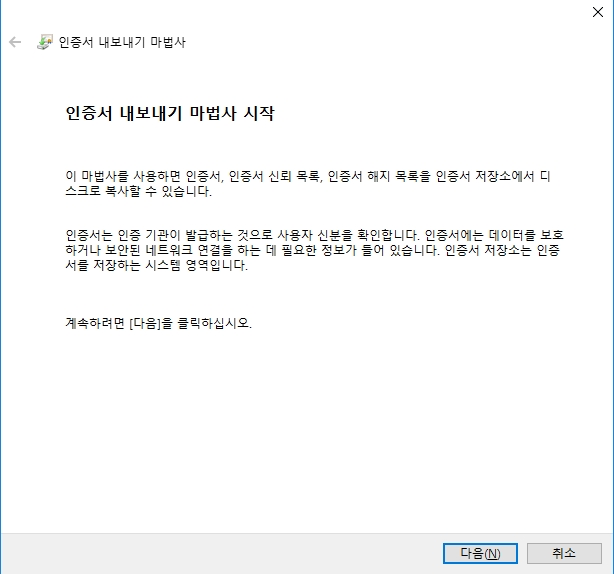 인증서 내보내기 마법사
인증서 내보내기 마법사 시작
이 마법사를 사용하면 인증서, 인증서 신뢰 목록, 인증서 해지 목록을 인증서 저장소에서 디
스크로 복사할 수 있습니다.
인증서는 인증 기관이 발급하는 것으로 사용자 신분을 확인합니다. 인증서에는 데이터를 보호
하거나 보안된 네트워크 연결을 하는 데 필요한 정보가 들어 있습니다. 인증서 저장소는 인증
서를 저장하는 시스템 영역입니다.
계속하려면 [다음]을 클릭하십시오.
다음(N)
취소